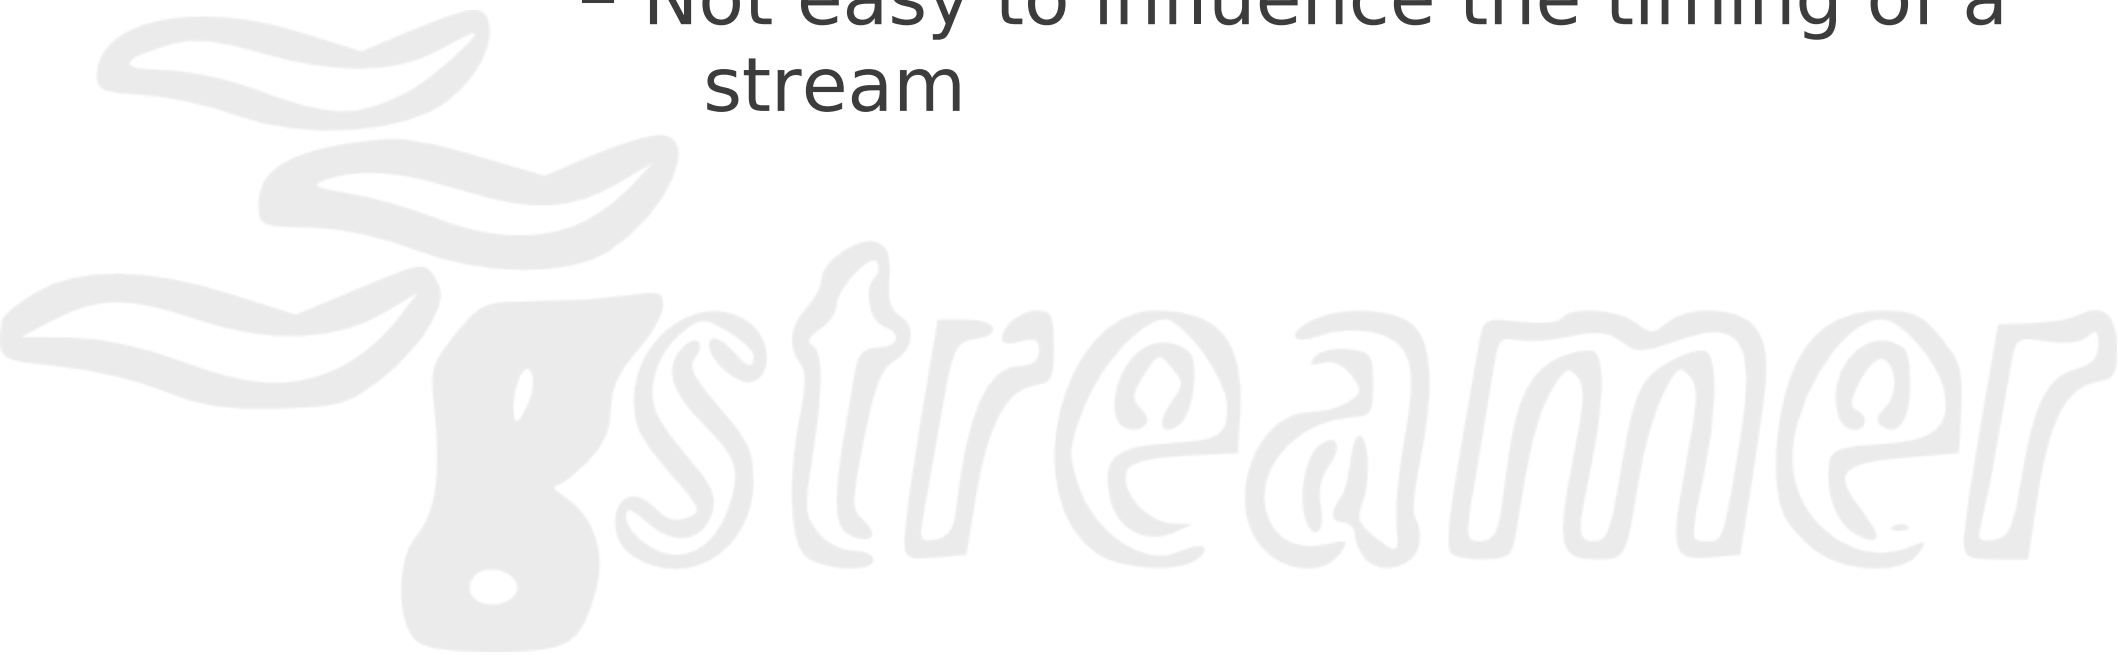 – Not easy to influence the timing of a
stream
gstreamer